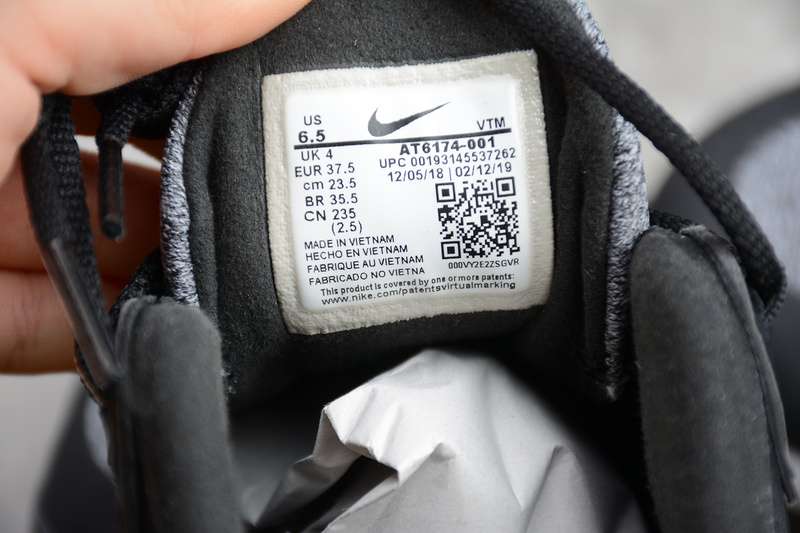 US
6.5
VTM
AT6174-001
UK 4
UPC 00193145537262
EUR 37.5
12/05/18 | 02/12/19
cm 23.5
BR 35.5
CN 235
(2.5)
MADE IN VIETNAM
HECHO EN VIETNAM
FABRIQUE AU VIETNAM
FABRICADO NO VIETNA
000VY2E2ZSGVR
This product is covered by one or more patents:
www.nike.com/patentsvirtualmarking